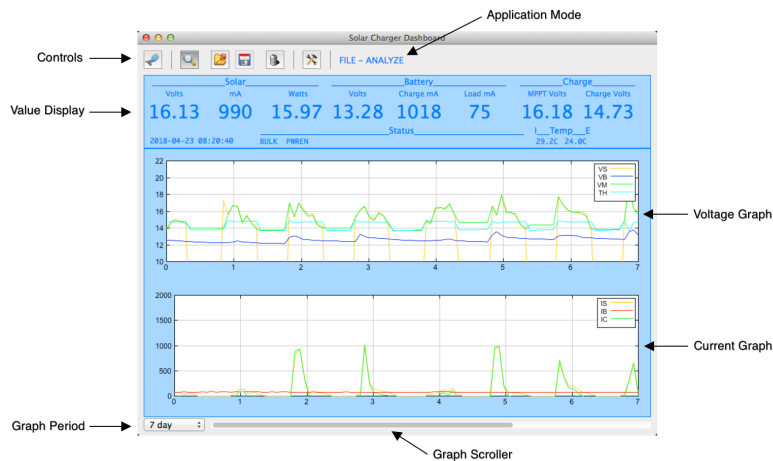 Application Mode
Solar Charger Dashboard
Controls
FILE – ANALYZE
Solar Battery Charge
Volts mA Watts Volts Charge mA Load mA MPPT Volts Charge Volts
Value Display
16.13 990 15.97 13.28 1018 75 16.18 14.73
Status I__Temp__E
2018-04-23 08:20:40 BULK PWREN 29.2C 24.0C
22
20
18
16
14
12
10
VS
VB
VM
TH
Voltage Graph
0 1 2 3 4 5 6 7
2000
1500
1000
500
0
IS
IB
IC
Current Graph
0 1 2 3 4 5 6 7
Graph Period
7 day
Graph Scroller